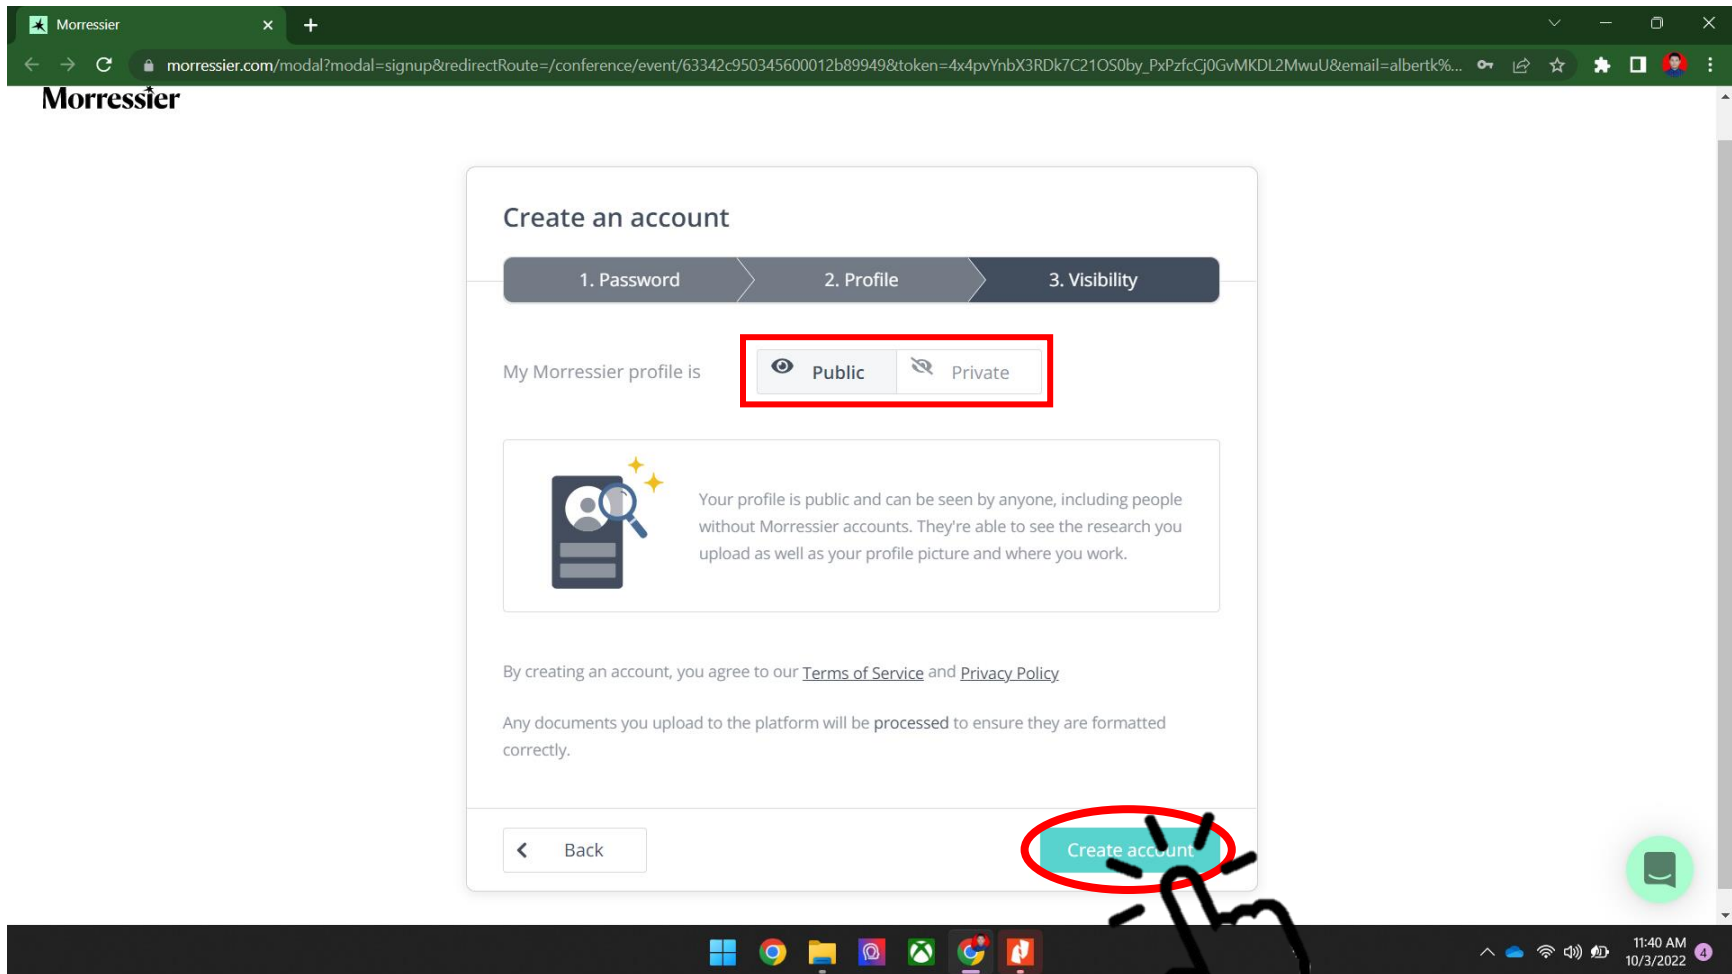 Morressier
morressier.com/modal?modal=signup&redirectRoute=/conference/event/63342c950345600012b89949&token=4x4pvYnbX3RDk7C21OS0by_PxPzfcCj0GvMKDL2MwuU&email=albertk%...
Morressier
Create an account
1. Password
2. Profile
3. Visibility
My Morressier profile is
Public
Private
Your profile is public and can be seen by anyone, including people
without Morressier accounts. They're able to see the research you
upload as well as your profile picture and where you work.
By creating an account, you agree to our Terms of Service and Privacy Policy
Any documents you upload to the platform will be processed to ensure they are formatted
correctly.
Back
Create account
11:40 AM
10/3/2022
4